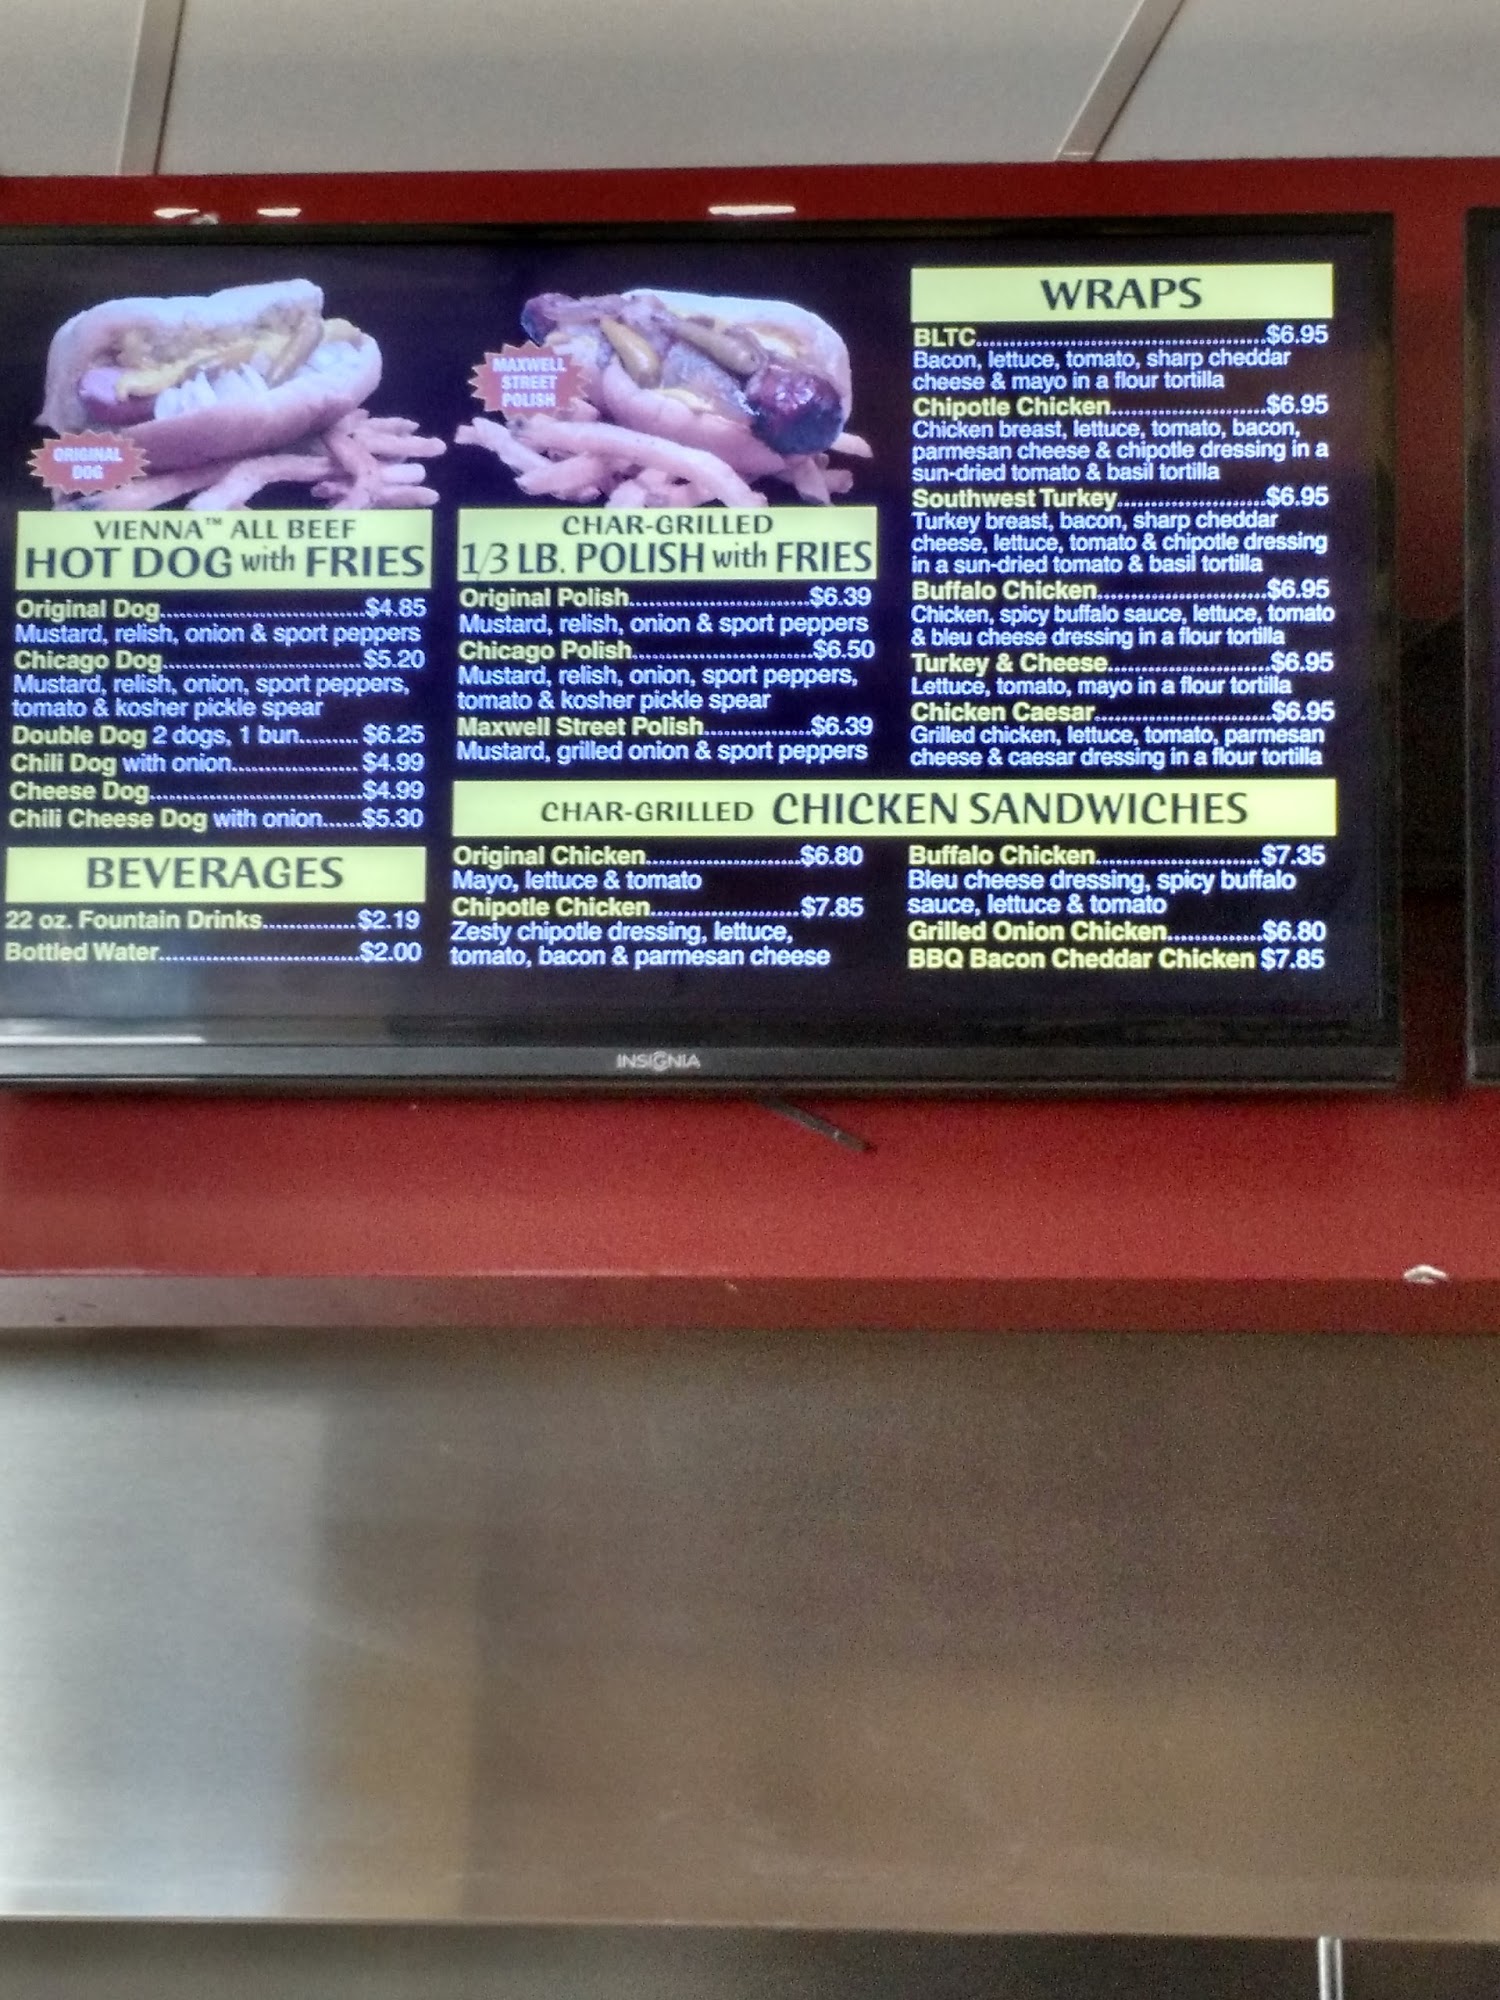 ORIGINAL
DOG
VIENNA™ ALL BEEF
HOT DOG with FRIES
Original Dog..............................$4.85
Mustard, relish, onion & sport peppers
Chicago Dog..............................$5.20
Mustard, relish, onion, sport peppers,
tomato & kosher pickle spear
Double Dog 2 dogs, 1 bun.........$6.25
Chili Dog with onion...................$4.99
Cheese Dog...............................$4.99
Chili Cheese Dog with onion......$5.30
BEVERAGES
22 oz. Fountain Drinks..............$2.19
Bottled Water.............................$2.00
MAXWELL
STREET
POLISH
CHAR-GRILLED
1/3 LB. POLISH with FRIES
Original Polish...........................$6.39
Mustard, relish, onion & sport peppers
Chicago Polish...........................$6.50
Mustard, relish, onion, sport peppers,
tomato & kosher pickle spear
Maxwell Street Polish................$6.39
Mustard, grilled onion & sport peppers
WRAPS
BLTC...........................................$6.95
Bacon, lettuce, tomato, sharp cheddar
cheese & mayo in a flour tortilla
Chipotle Chicken.......................$6.95
Chicken breast, lettuce, tomato, bacon,
parmesan cheese & chipotle dressing in a
sun-dried tomato & basil tortilla
Southwest Turkey......................$6.95
Turkey breast, bacon, sharp cheddar
cheese, lettuce, tomato & chipotle dressing
in a sun-dried tomato & basil tortilla
Buffalo Chicken.........................$6.95
Chicken, spicy buffalo sauce, lettuce, tomato
& bleu cheese dressing in a flour tortilla
Turkey & Cheese........................$6.95
Lettuce, tomato, mayo in a flour tortilla
Chicken Caesar..........................$6.95
Grilled chicken, lettuce, tomato, parmesan
cheese & caesar dressing in a flour tortilla
CHAR-GRILLED CHICKEN SANDWICHES
Original Chicken.......................$6.80
Mayo, lettuce & tomato
Chipotle Chicken......................$7.85
Zesty chipotle dressing, lettuce,
tomato, bacon & parmesan cheese
Buffalo Chicken........................$7.35
Bleu cheese dressing, spicy buffalo
sauce, lettuce & tomato
Grilled Onion Chicken..............$6.80
BBQ Bacon Cheddar Chicken $7.85
INSIGNIA